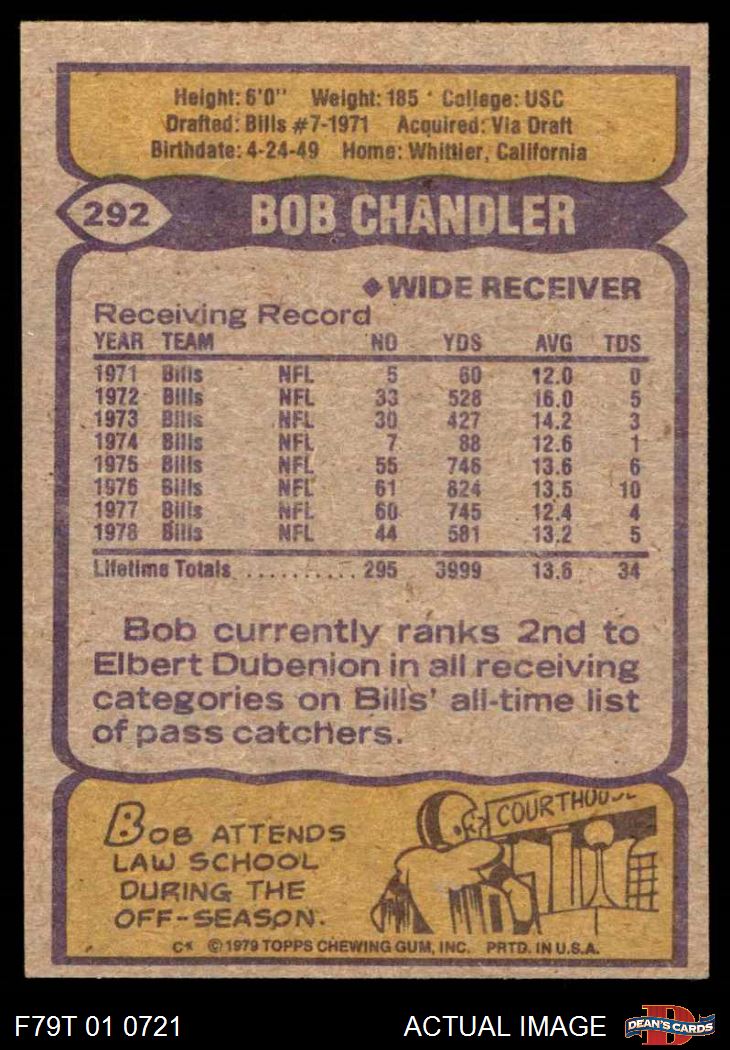 Height: 6'0" Weight: 185 · College: USC
Drafted: Bills #7-1971 Acquired: Via Draft
Birthdate: 4-24-49 Home: Whittier, California
292 BOB CHANDLER
◆WIDE RECEIVER
Receiving Record
YEAR TEAM NO YDS AVG TDS
1971 Bills NFL 5 60 12.0 0
1972 Bills NFL 33 528 16.0 5
1973 Bills NFL 30 427 14.2 3
1974 Bills NFL 7 88 12.6 1
1975 Bills NFL 55 746 13.6 6
1976 Bills NFL 61 824 13.5 10
1977 Bills NFL 60 745 12.4 4
1978 Bills NFL 44 581 13.2 5
Lifetime Totals .......... 295 3999 13.6 34
Bob currently ranks 2nd to
Elbert Dubenion in all receiving
categories on Bills' all-time list
of pass catchers.
COURTHOUSE
BOB ATTENDS
LAW SCHOOL
DURING THE
OFF-SEASON.
C* © 1979 TOPPS CHEWING GUM, INC. PRTD. IN U.S.A.
F79T 01 0721 ACTUAL IMAGE D DEAN'S CARDS